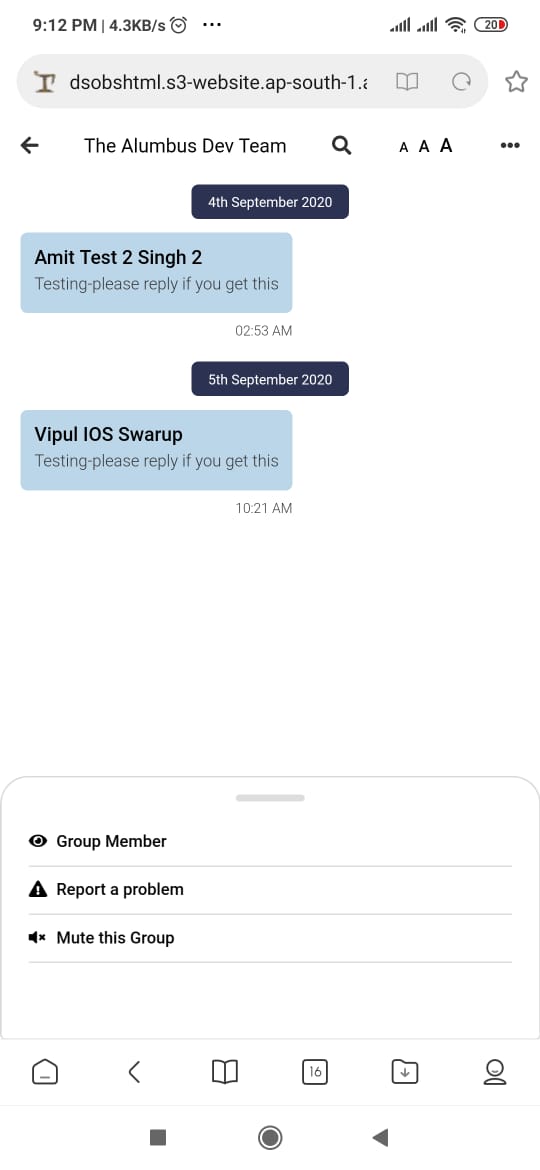 9:12 PM | 4.3KB/s ... 20
dsobshtml.s3-website.ap-south-1.a
The Alumbus Dev Team A A A
4th September 2020
Amit Test 2 Singh 2
Testing-please reply if you get this
02:53 AM
5th September 2020
Vipul IOS Swarup
Testing-please reply if you get this
10:21 AM
Group Member
Report a problem
Mute this Group
16